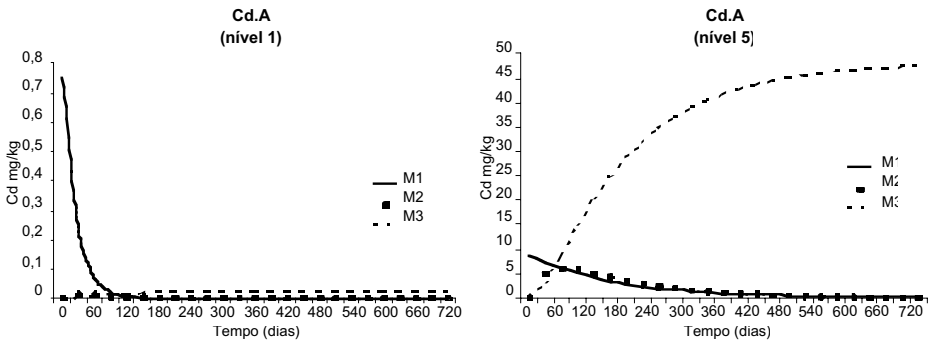 Cd.A
(nível 1)
0,8
0,7
0,6
0,5
0,4
0,3
0,2
0,1
0
Cd mg/kg
M1
M2
M3
0 60 120 180 240 300 360 420 480 540 600 660 720
Tempo (dias)
Cd.A
(nível 5)
50
45
40
35
30
25
20
15
10
5
0
Cd mg/kg
M1
M2
M3
0 60 120 180 240 300 360 420 480 540 600 660 720
Tempo (dias)